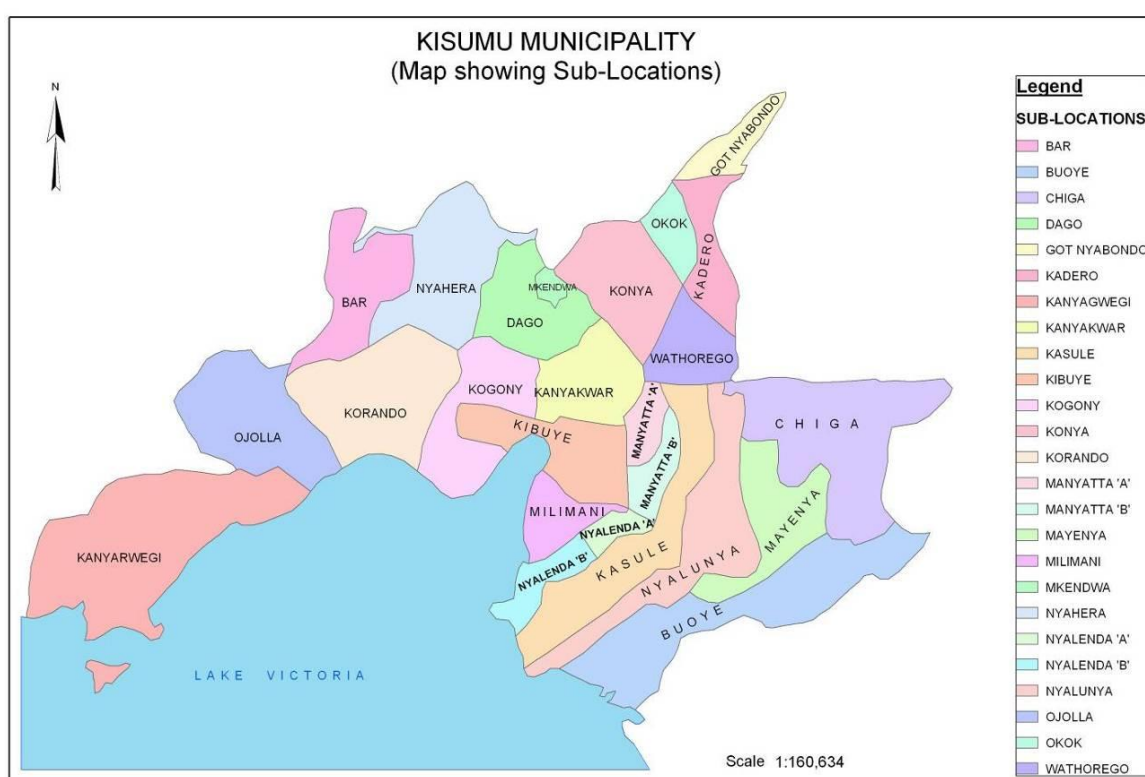 KISUMU MUNICIPALITY
(Map showing Sub-Locations)
N
GOT NYABONDO
OKOK
KADERO
BAR
NYAHERA
MKENDWA
KONYA
DAGO
WATHOREGO
KOGONY
KANYAKWAR
KORANDO
OJOLLA
KIBUYE
MANYATTA 'A'
MANYATTA 'B'
CHIGA
MAYENYA
MILIMANI
NYALENDA 'A'
NYALENDA 'B'
KASULE
NYALUNYA
BUOYE
KANYARWEGI
LAKE VICTORIA
Scale 1:160,634
Legend
SUB-LOCATIONS
BAR
BUOYE
CHIGA
DAGO
GOT NYABONDO
KADERO
KANYAGWEGI
KANYAKWAR
KASULE
KIBUYE
KOGONY
KONYA
KORANDO
MANYATTA 'A'
MANYATTA 'B'
MAYENYA
MILIMANI
MKENDWA
NYAHERA
NYALENDA 'A'
NYALENDA 'B'
NYALUNYA
OJOLLA
OKOK
WATHOREGO